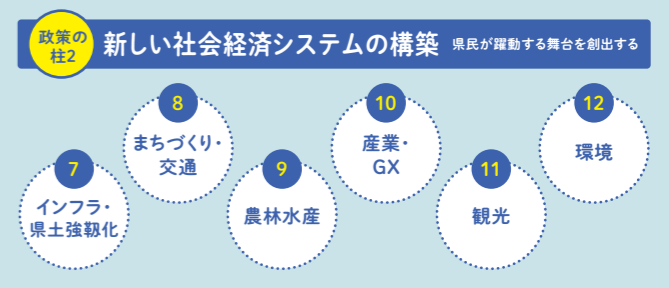 政策の
柱2
新しい社会経済システムの構築 県民が躍動する舞台を創出する
7
インフラ・
県土強靱化
8
まちづくり・
交通
9
農林水産
10
産業・
GX
11
観光
12
環境